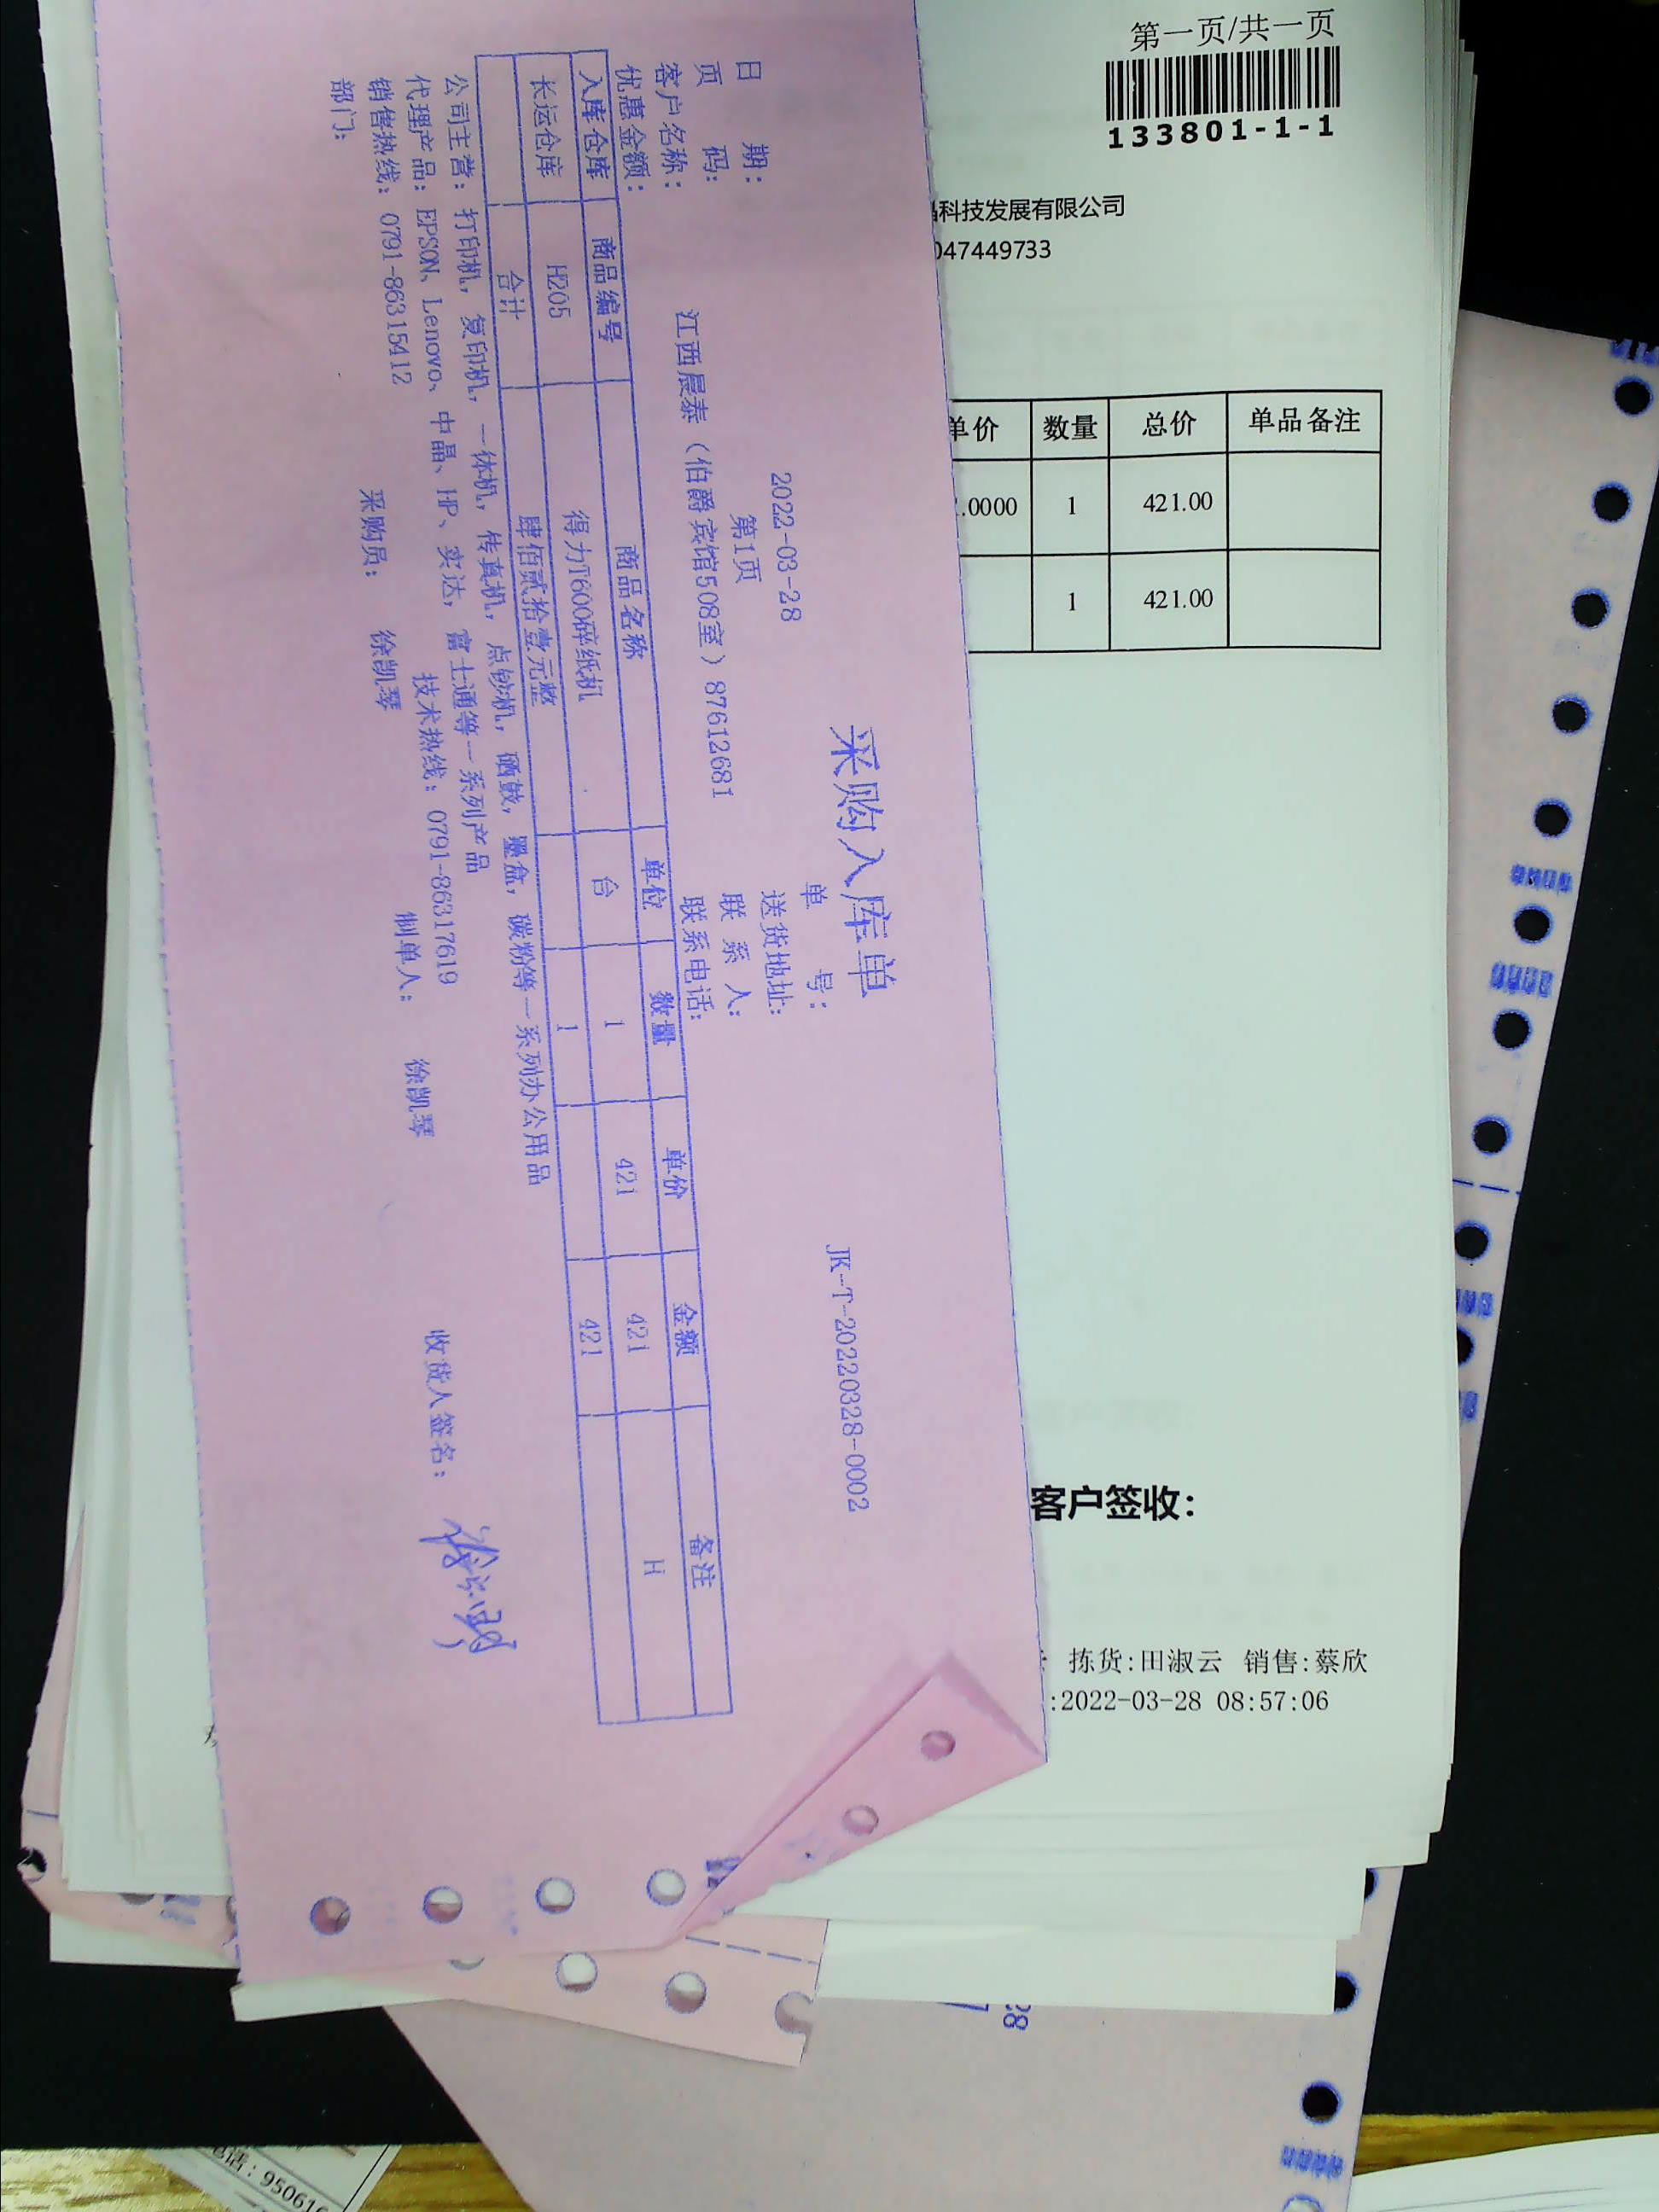 采购入库单
日 期: 2022-03-28 单 号: JK-T-20220328-0002
页 码: 第1页 送货地址:
客户名称: 江西晨泰（伯爵宾馆508室）87612681 联 系 人:
优惠金额: 联系电话:
入库仓库 商品编号 商品名称 单位 数量 单价 金额 备注
长运仓库 H205 得力T600碎纸机 台 1 421 421 H
合计 肆佰贰拾壹元整 1 421
公司主营: 打印机, 复印机, 一体机, 传真机, 点钞机, 硒鼓, 墨盒, 碳粉等一系列办公用品
代理产品: EPSON、Lenovo、中晶、HP、实达, 富士通等一系列产品
销售热线: 0791-86315412 技术热线: 0791-86317619
部门: 采购员: 徐凯琴 制单人: 徐凯琴 收货人签名:
第一页/共一页
133801-1-1
科技发展有限公司
047449733
单价 数量 总价 单品备注
.0000 1 421.00
1 421.00
客户签收:
拣货:田淑云 销售:蔡欣
:2022-03-28 08:57:06
28
: 95061